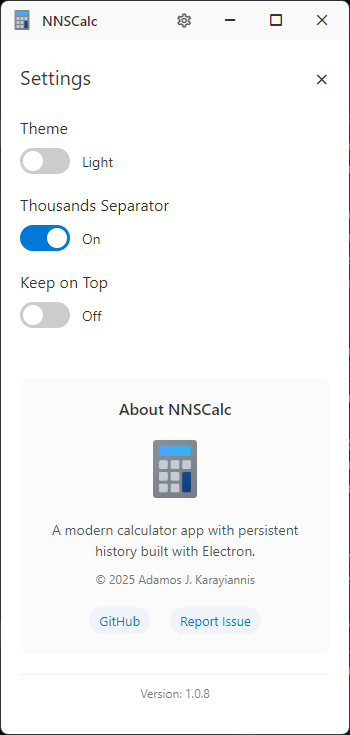 NNSCalc
Settings
Theme
Light
Thousands Separator
On
Keep on Top
Off
About NNSCalc
A modern calculator app with persistent
history built with Electron.
© 2025 Adamos J. Karayiannis
GitHub Report Issue
Version: 1.0.8